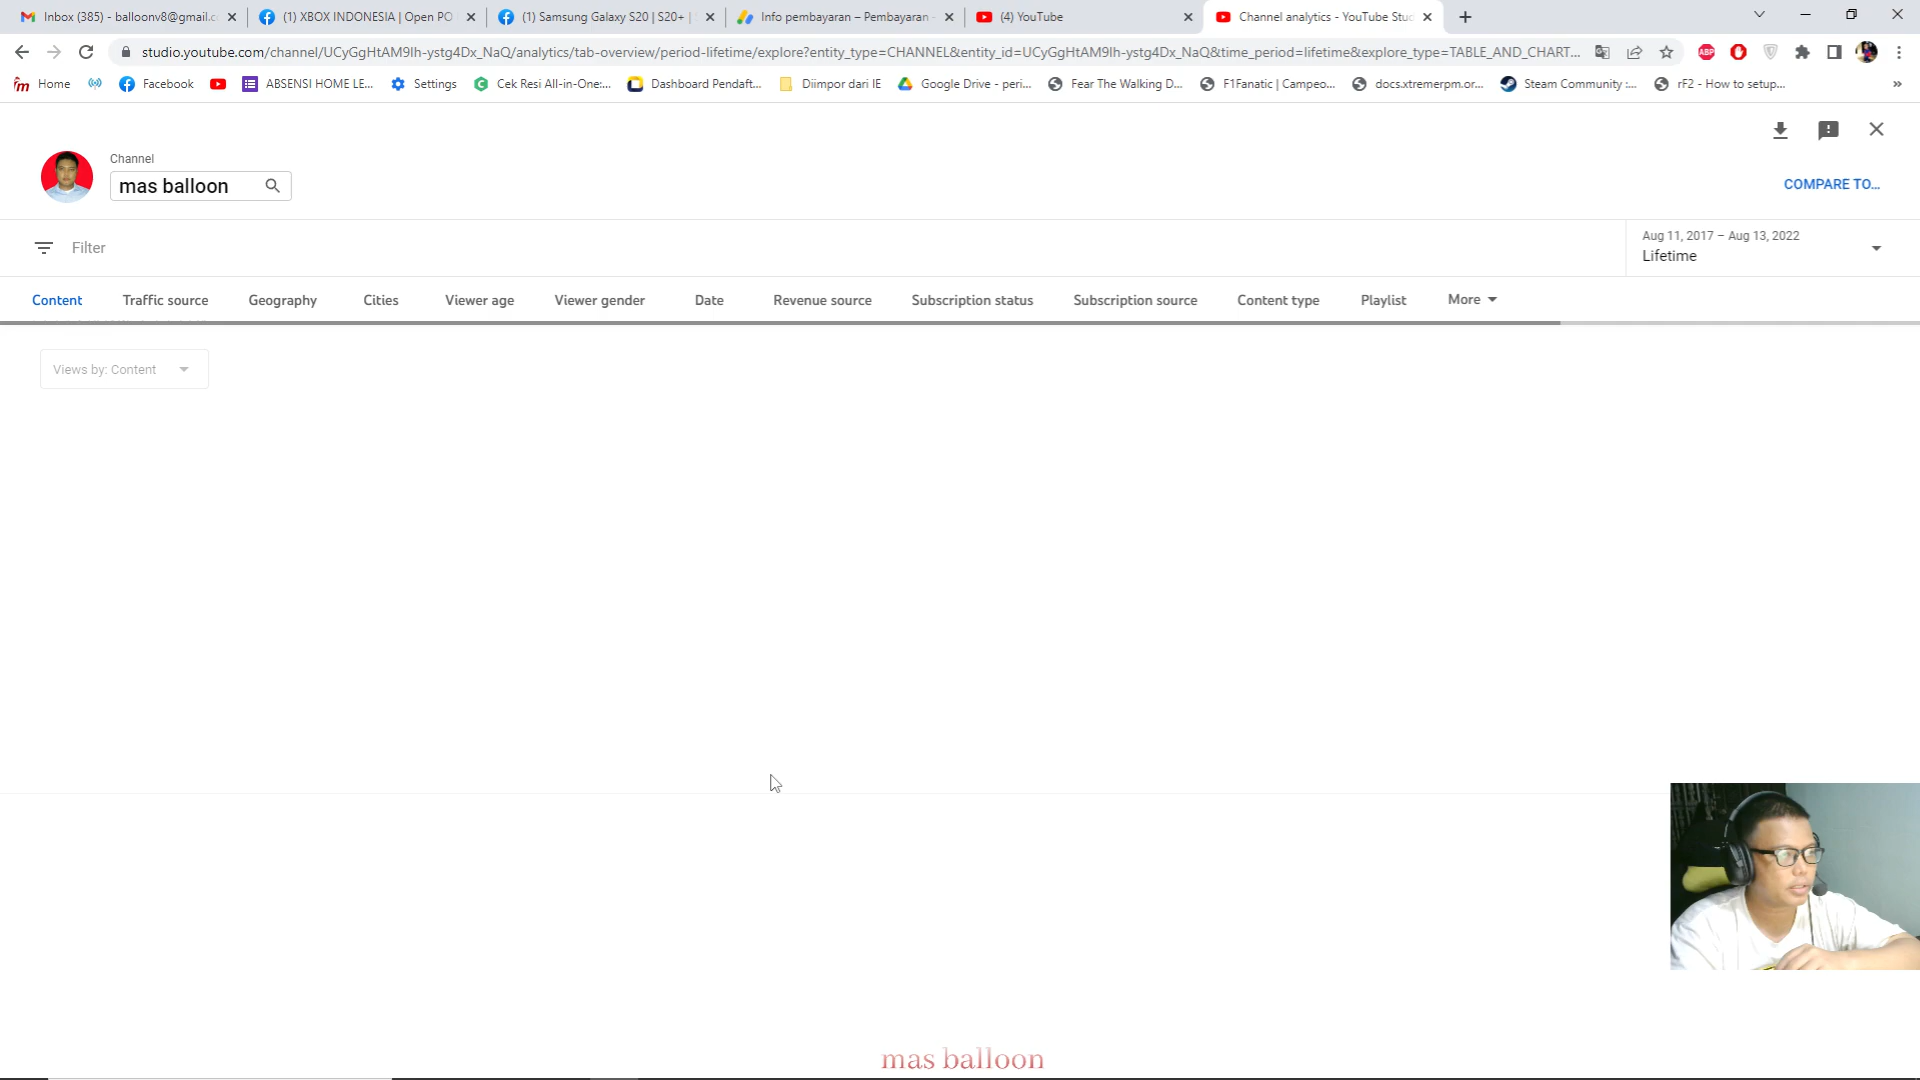 Inbox (385) - balloonv8@gmail.c
(1) XBOX INDONESIA | Open PO
(1) Samsung Galaxy S20 | S20+ |
Info pembayaran – Pembayaran -
(4) YouTube
Channel analytics - YouTube Stud
studio.youtube.com/channel/UCyGgHtAM9Ih-ystg4Dx_NaQ/analytics/tab-overview/period-lifetime/explore?entity_type=CHANNEL&entity_id=UCyGgHtAM9Ih-ystg4Dx_NaQ&time_period=lifetime&explore_type=TABLE_AND_CHART...
Home
Facebook
ABSENSI HOME LE...
Settings
Cek Resi All-in-One:...
Dashboard Pendaft...
Diimpor dari IE
Google Drive - peri...
Fear The Walking D...
F1Fanatic | Campeo...
docs.xtremerpm.or...
Steam Community :...
rF2 - How to setup...
Channel
mas balloon
COMPARE TO...
Filter
Aug 11, 2017 – Aug 13, 2022
Lifetime
Content
Traffic source
Geography
Cities
Viewer age
Viewer gender
Date
Revenue source
Subscription status
Subscription source
Content type
Playlist
More
Views by: Content
mas balloon